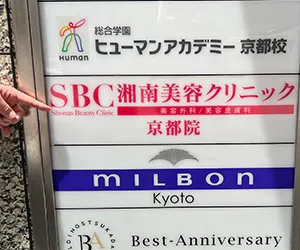 総合学園
ヒューマンアカデミー 京都校
HUMAN
SBC 湘南美容クリニック
Shonan Beauty Clinic
美容外科/美容皮膚科
京都院
MILBON
Kyoto
BA
Best-Anniversary